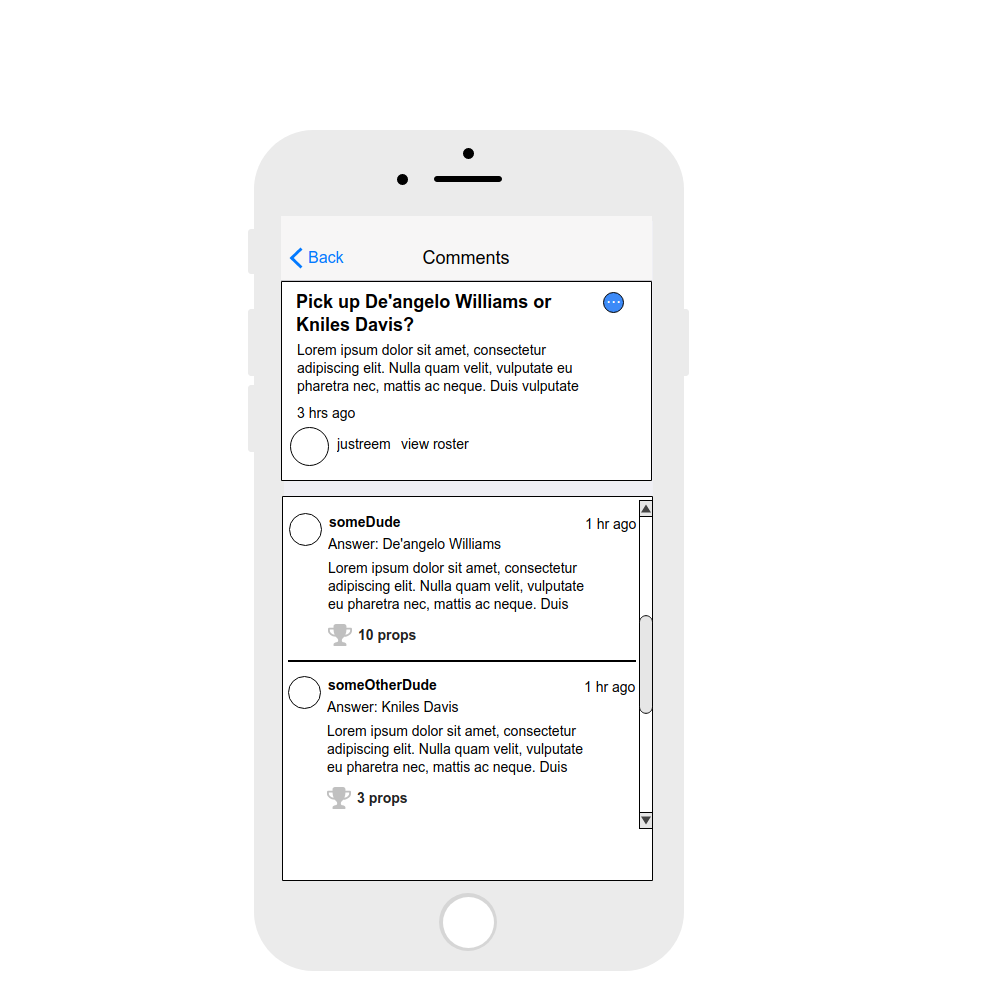 Back
Comments
Pick up De'angelo Williams or
Kniles Davis?
Lorem ipsum dolor sit amet, consectetur
adipiscing elit. Nulla quam velit, vulputate eu
pharetra nec, mattis ac neque. Duis vulputate
3 hrs ago
justreem view roster
someDude
1 hr ago
Answer: De'angelo Williams
Lorem ipsum dolor sit amet, consectetur
adipiscing elit. Nulla quam velit, vulputate
eu pharetra nec, mattis ac neque. Duis
10 props
someOtherDude
1 hr ago
Answer: Kniles Davis
Lorem ipsum dolor sit amet, consectetur
adipiscing elit. Nulla quam velit, vulputate
eu pharetra nec, mattis ac neque. Duis
3 props